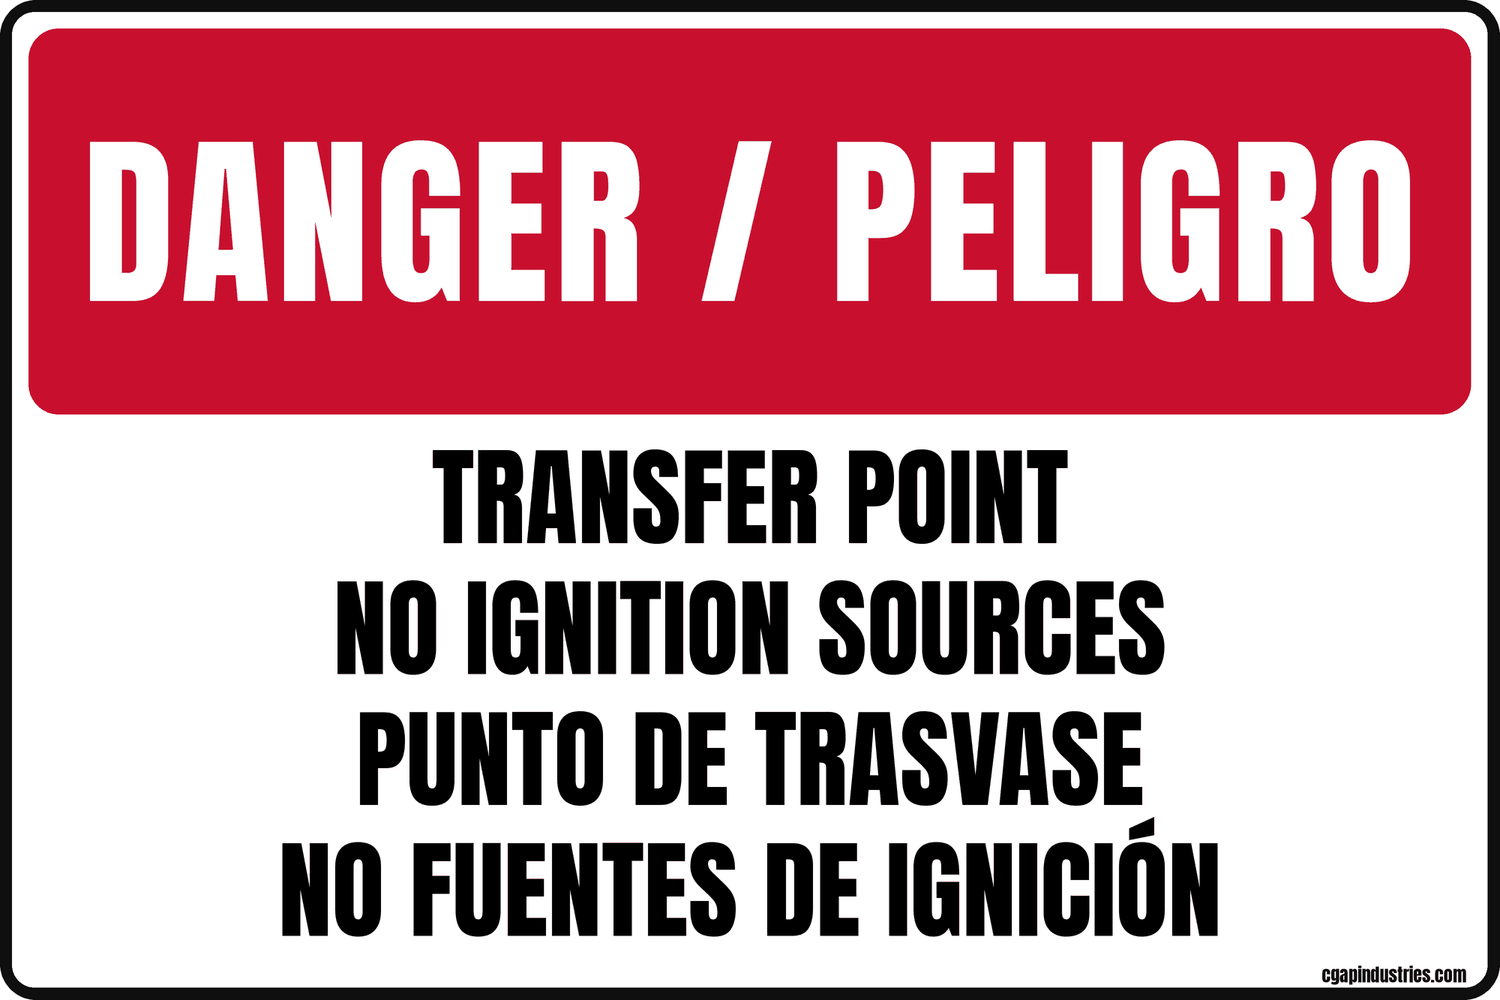 DANGER / PELIGRO
TRANSFER POINT
NO IGNITION SOURCES
PUNTO DE TRASVASE
NO FUENTES DE IGNICIÓN
cgapindustries.com